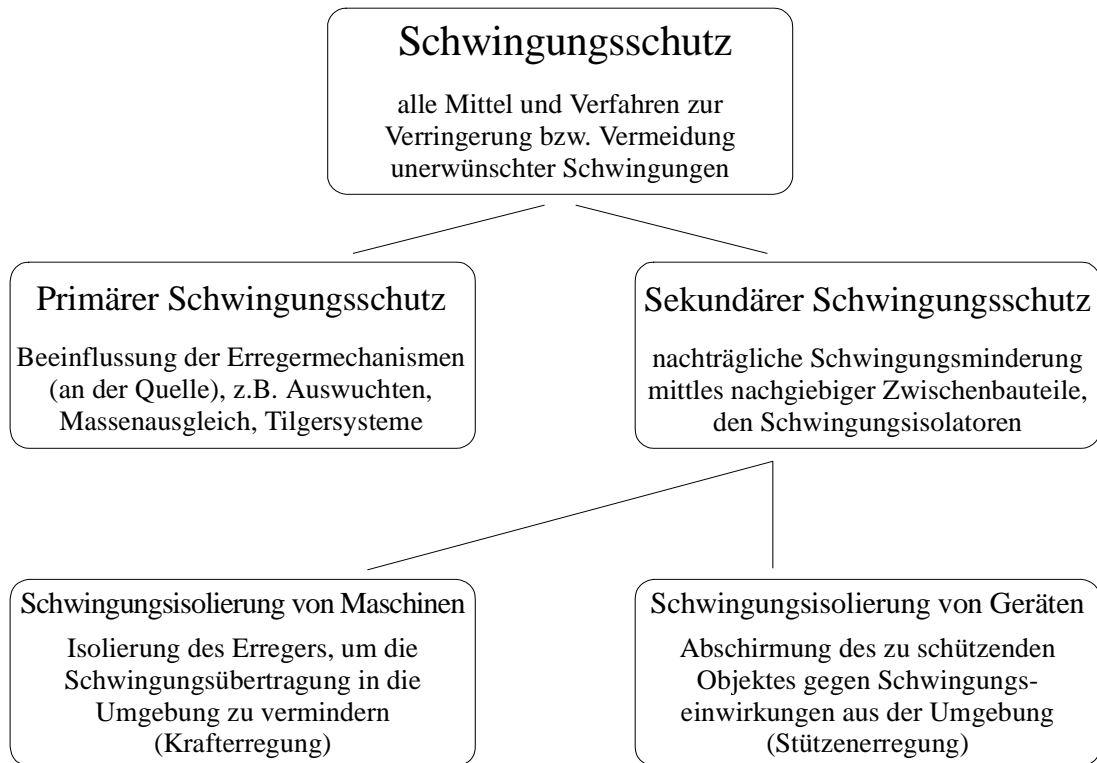 Schwingungsschutz
alle Mittel und Verfahren zur
Verringerung bzw. Vermeidung
unerwünschter Schwingungen
Primärer Schwingungsschutz
Beeinflussung der Erregermechanismen
(an der Quelle), z.B. Auswuchten,
Massenausgleich, Tilgersysteme
Sekundärer Schwingungsschutz
nachträgliche Schwingungsminderung
mittles nachgiebiger Zwischenbauteile,
den Schwingungsisolatoren
Schwingungsisolierung von Maschinen
Isolierung des Erregers, um die
Schwingungsübertragung in die
Umgebung zu vermindern
(Krafterregung)
Schwingungsisolierung von Geräten
Abschirmung des zu schützenden
Objektes gegen Schwingungs-
einwirkungen aus der Umgebung
(Stützenerregung)